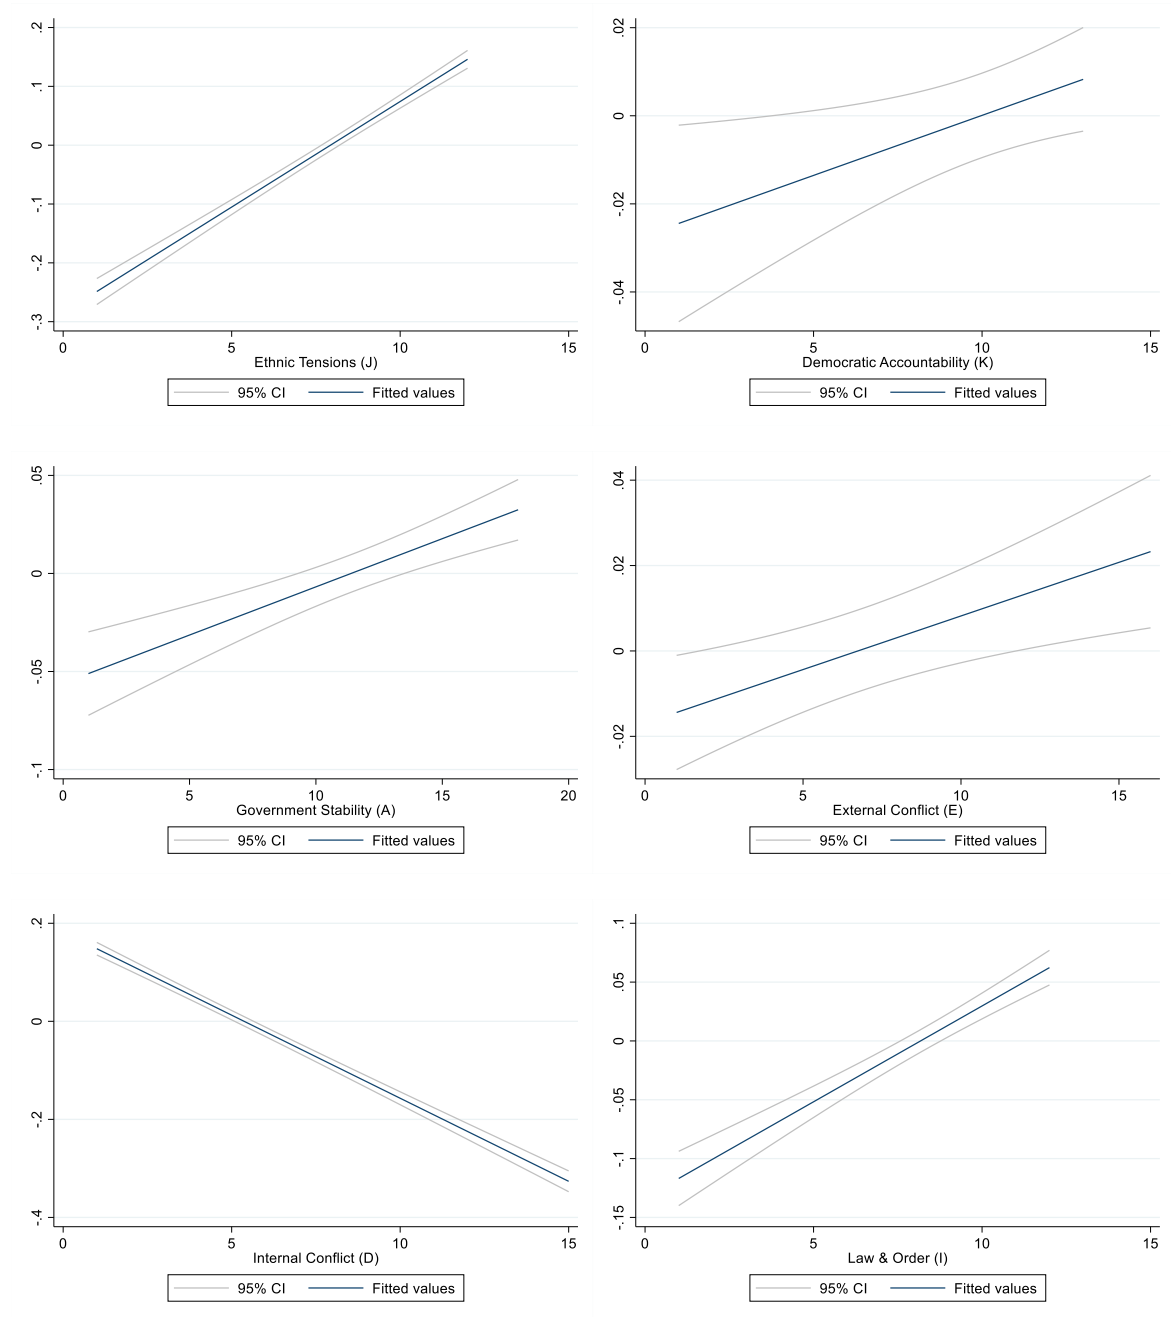 .2
.1
0
-.1
-.2
-.3
0 5 10 15
Ethnic Tensions (J)
95% CI Fitted values
.02
0
-.02
-.04
0 5 10 15
Democratic Accountability (K)
95% CI Fitted values
.05
0
-.05
-.1
0 5 10 15 20
Government Stability (A)
95% CI Fitted values
.04
.02
0
-.02
0 5 10 15
External Conflict (E)
95% CI Fitted values
.2
0
-.2
-.4
0 5 10 15
Internal Conflict (D)
95% CI Fitted values
.1
.05
0
-.05
-.1
-.15
0 5 10 15
Law & Order (I)
95% CI Fitted values